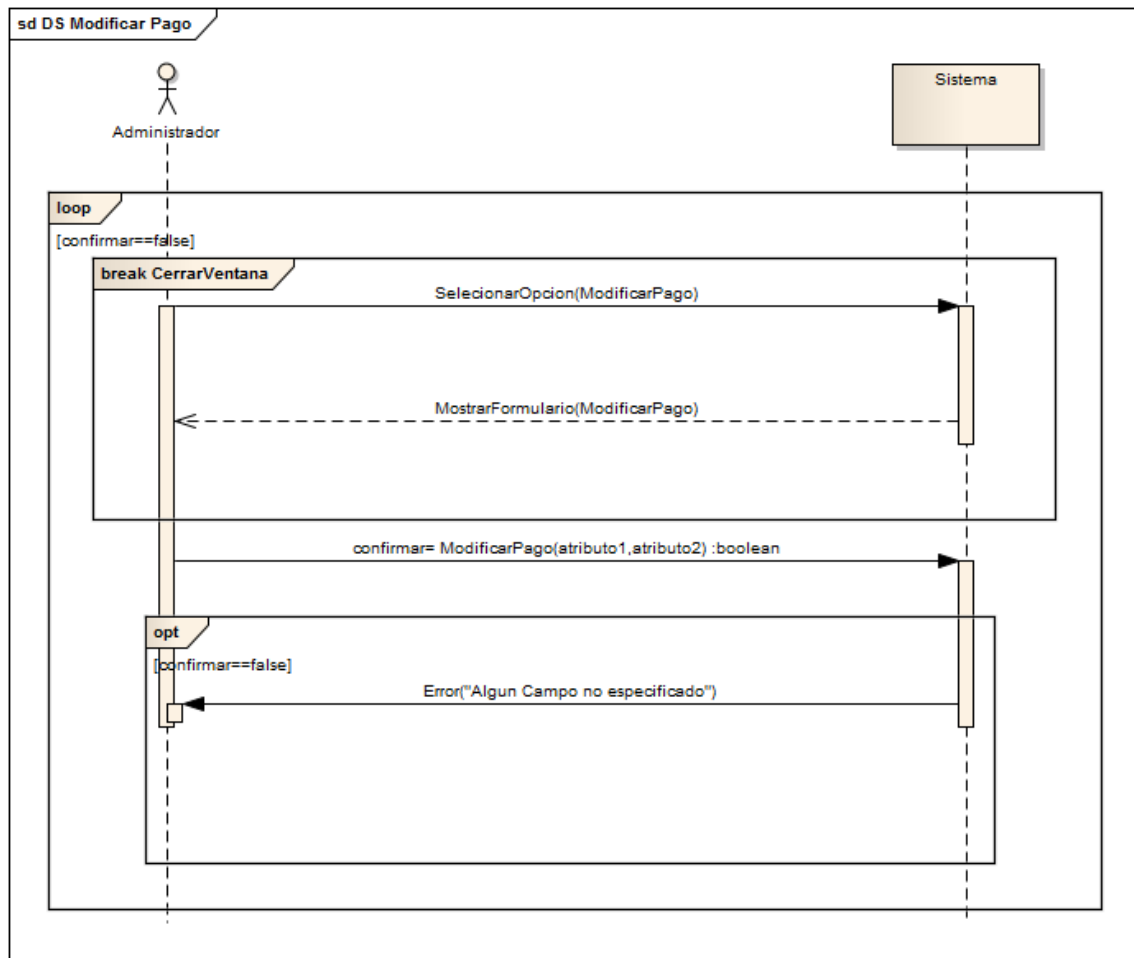 sd DS Modificar Pago
Administrador
Sistema
loop
[confirmar==false]
break CerrarVentana
SelecionarOpcion(ModificarPago)
MostrarFormulario(ModificarPago)
confirmar= ModificarPago(atributo1,atributo2) :boolean
opt
[confirmar==false]
Error("Algun Campo no especificado")